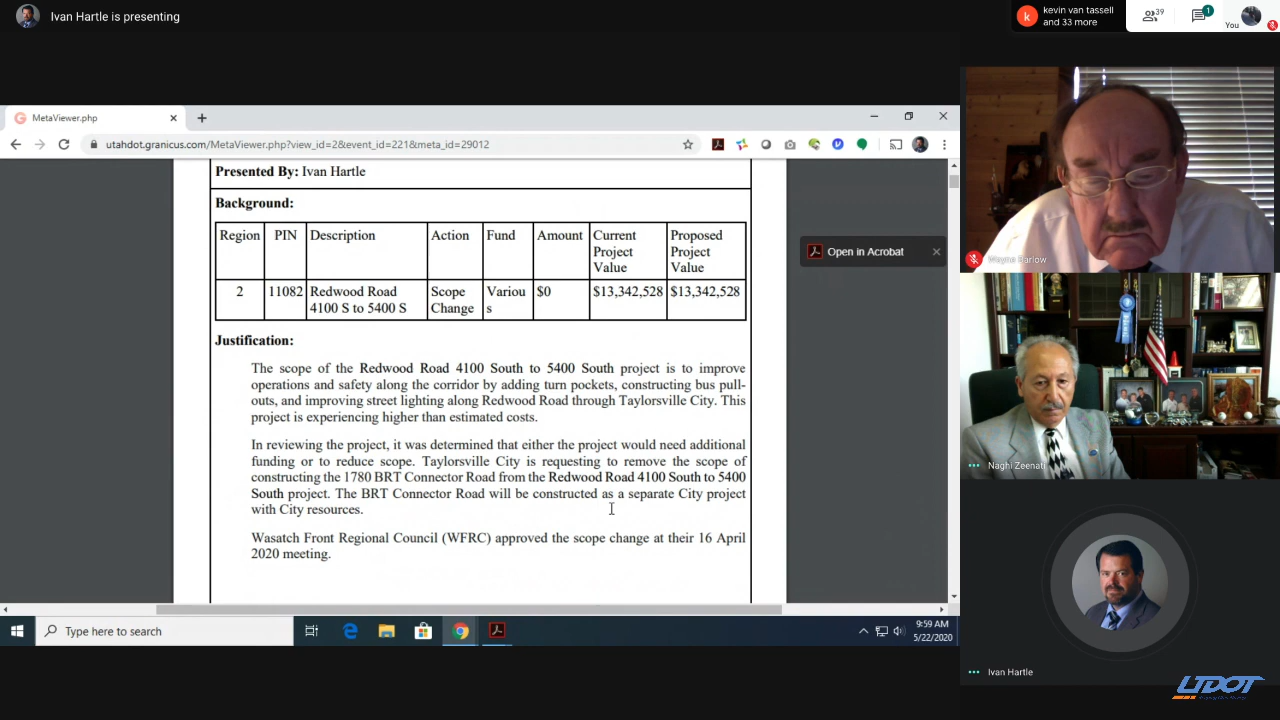 Ivan Hartle is presenting
kevin van tassell
and 33 more
39
1
You
MetaViewer.php
utahdot.granicus.com/MetaViewer.php?view_id=2&event_id=221&meta_id=29012
Presented By: Ivan Hartle
Background:
Region PIN Description Action Fund Amount Current Project Value Proposed Project Value
2 11082 Redwood Road 4100 S to 5400 S Scope Change Various $0 $13,342,528 $13,342,528
Open in Acrobat
Justification:
The scope of the Redwood Road 4100 South to 5400 South project is to improve
operations and safety along the corridor by adding turn pockets, constructing bus pull-
outs, and improving street lighting along Redwood Road through Taylorsville City. This
project is experiencing higher than estimated costs.
In reviewing the project, it was determined that either the project would need additional
funding or to reduce scope. Taylorsville City is requesting to remove the scope of
constructing the 1780 BRT Connector Road from the Redwood Road 4100 South to 5400
South project. The BRT Connector Road will be constructed as a separate City project
with City resources.
Wasatch Front Regional Council (WFRC) approved the scope change at their 16 April
2020 meeting.
Type here to search
9:59 AM
5/22/2020
Wayne Barlow
Naghi Zeenati
Ivan Hartle
UDOT